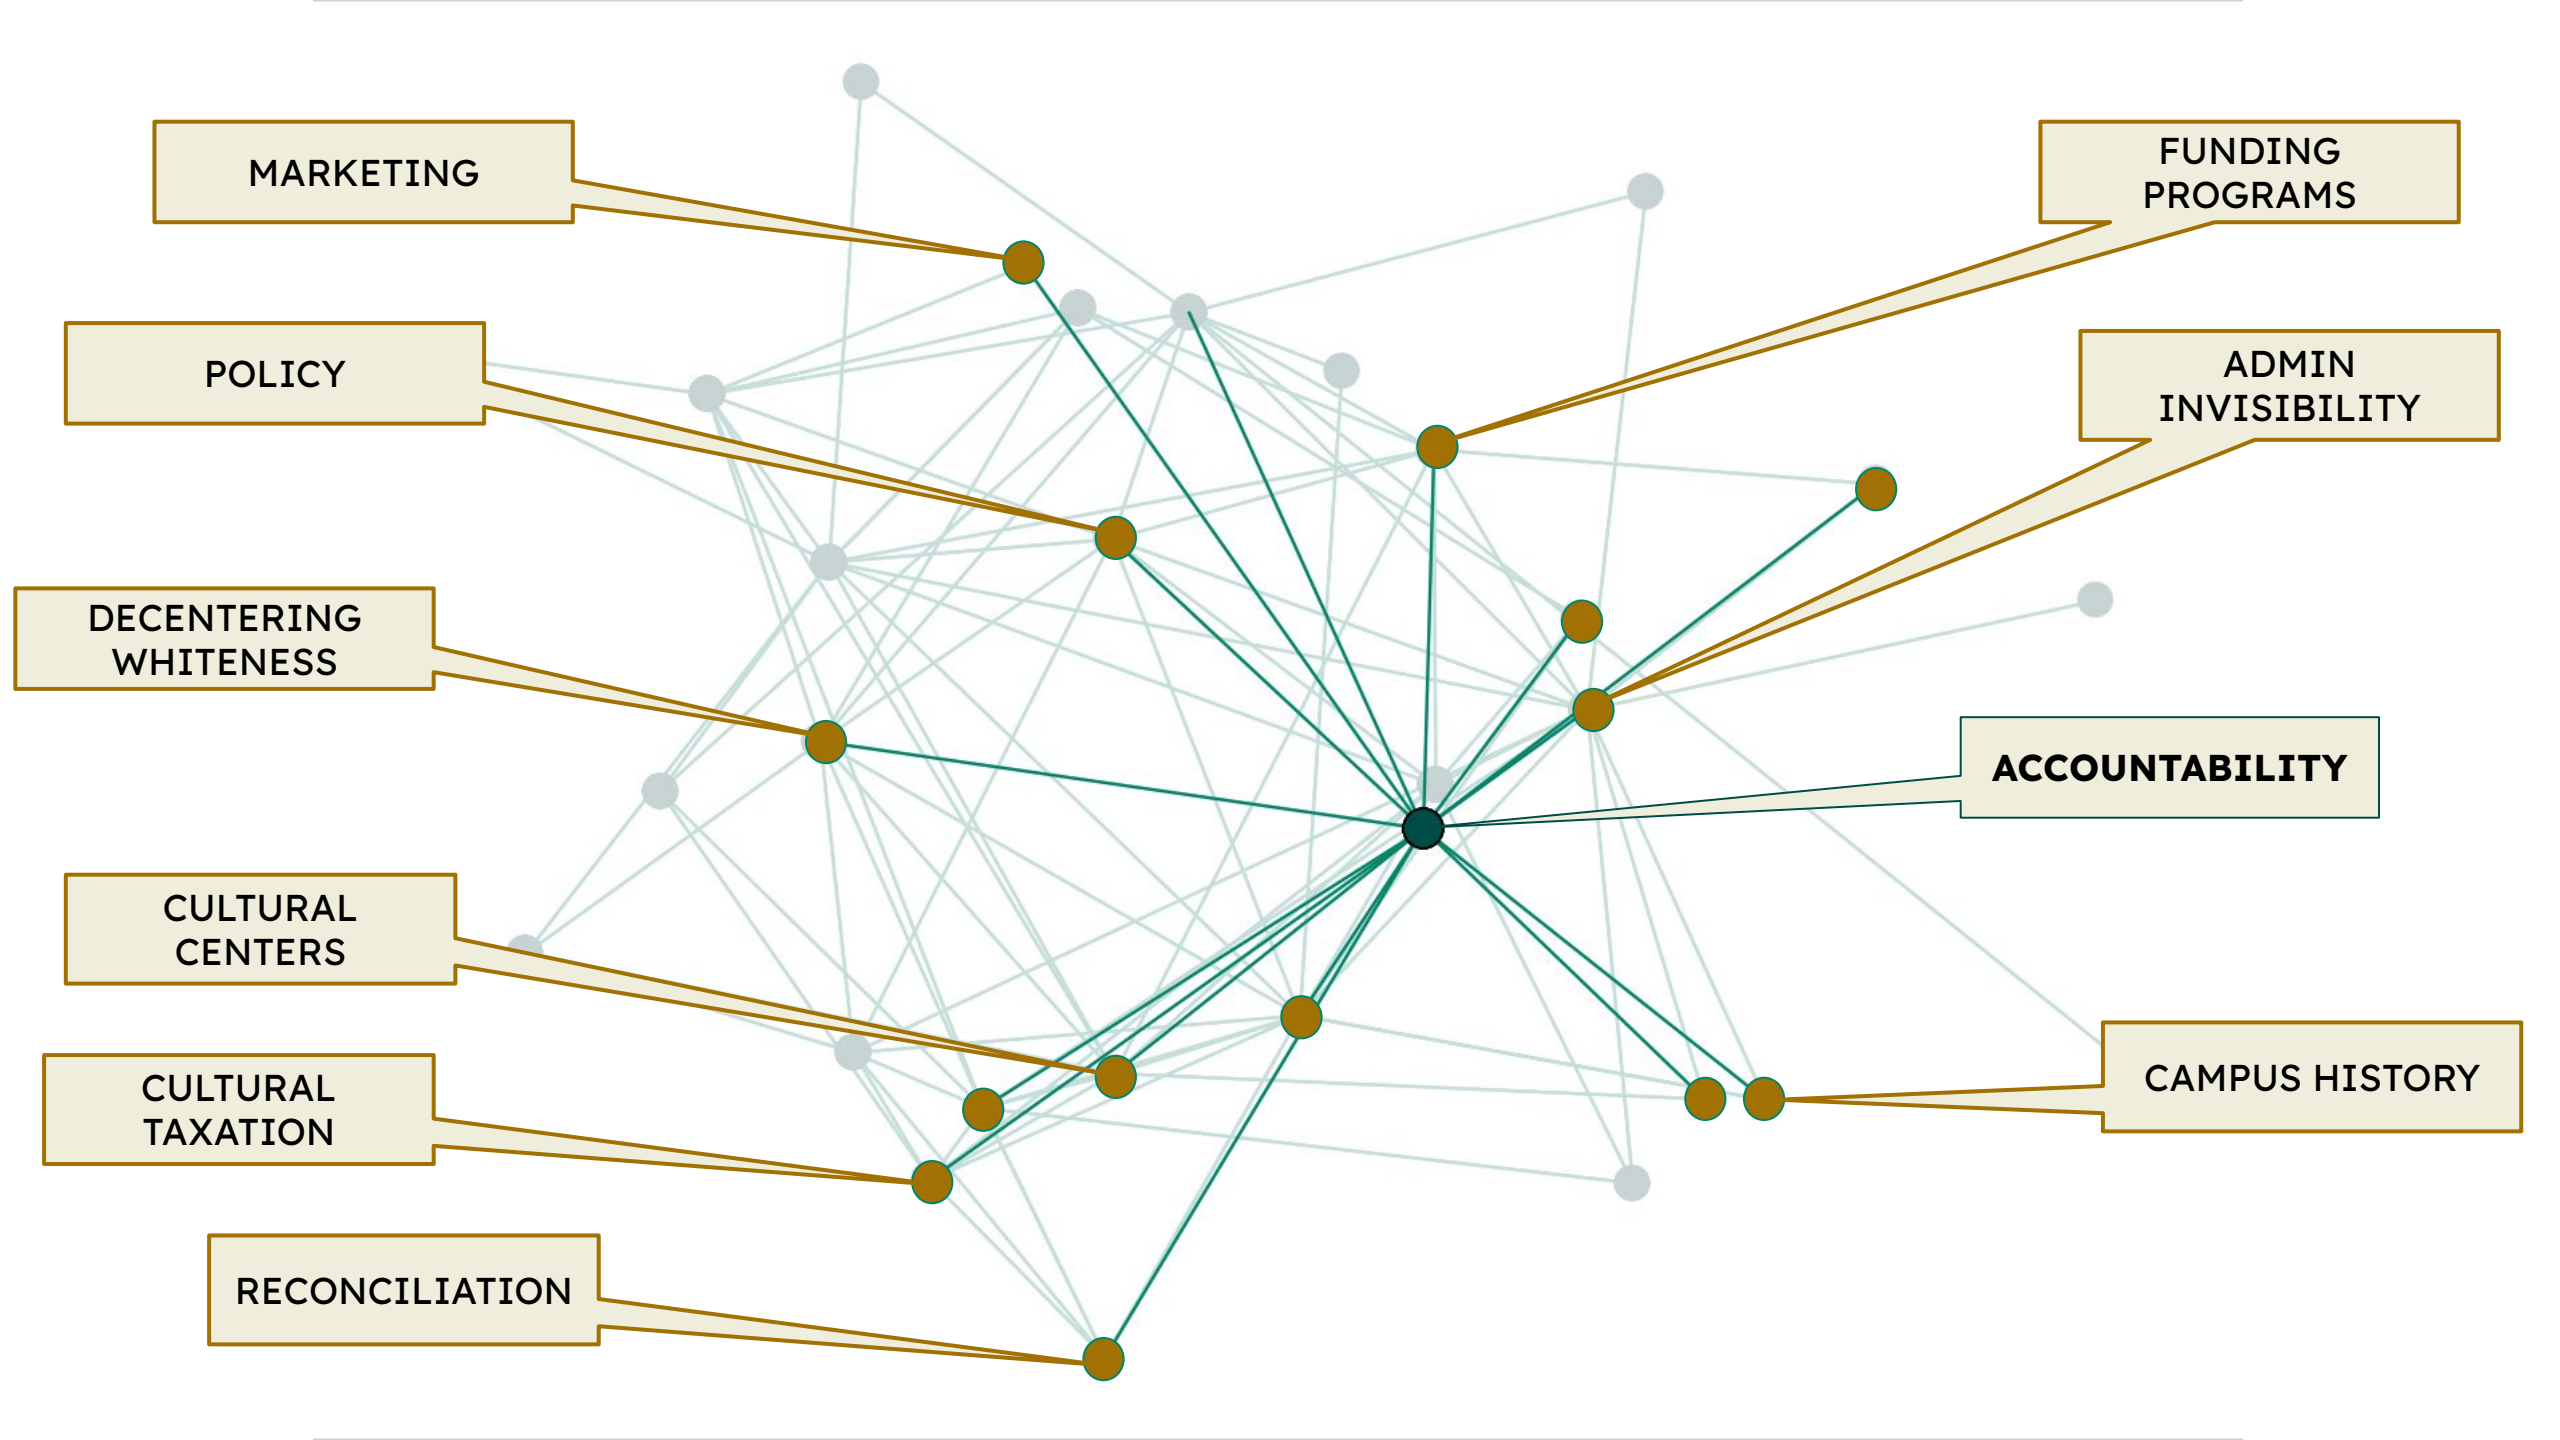 MARKETING
FUNDING
PROGRAMS
POLICY
ADMIN
INVISIBILITY
DECENTERING
WHITENESS
ACCOUNTABILITY
CULTURAL
CENTERS
CAMPUS HISTORY
CULTURAL
TAXATION
RECONCILIATION